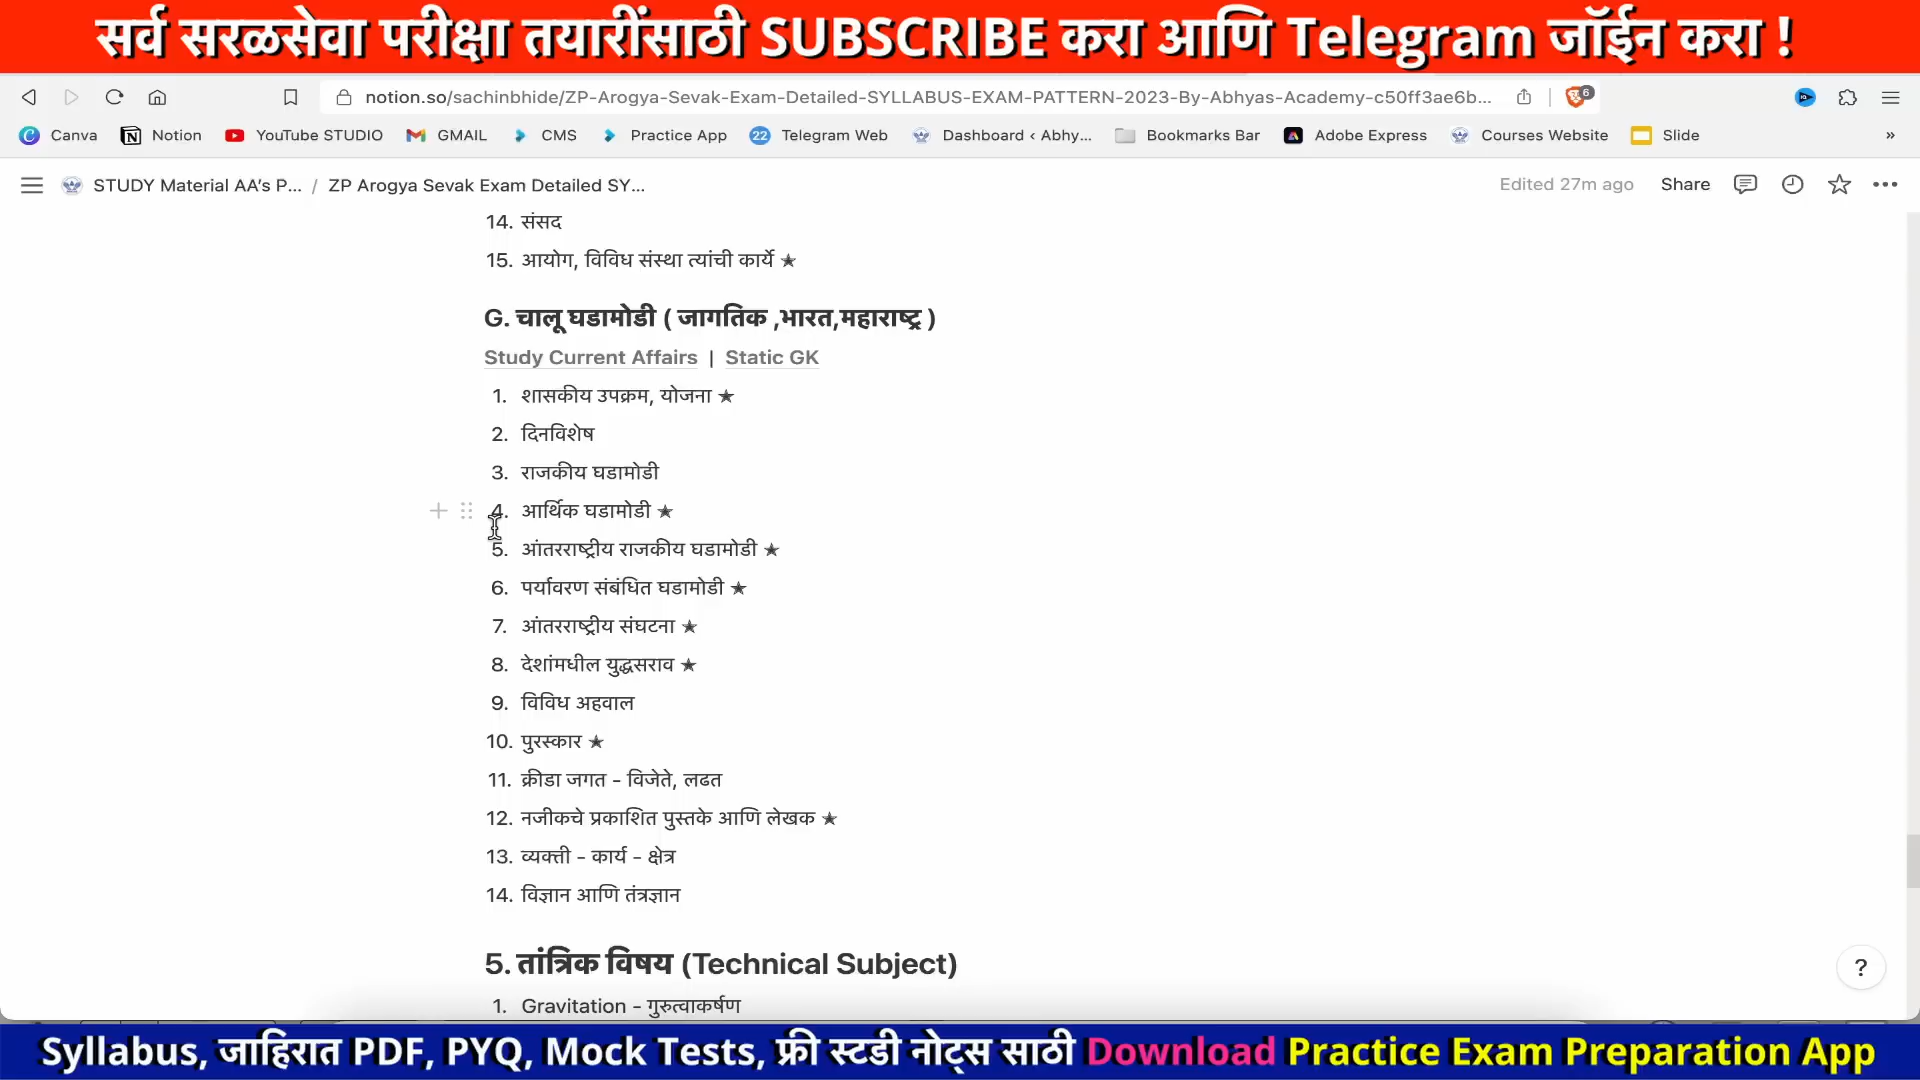 सर्व सरळसेवा परीक्षा तयारींसाठी SUBSCRIBE करा आणि Telegram जॉईन करा !
notion.so/sachinbhide/ZP-Arogya-Sevak-Exam-Detailed-SYLLABUS-EXAM-PATTERN-2023-By-Abhyas-Academy-c50ff3ae6b... 6
Canva Notion YouTube STUDIO GMAIL CMS Practice App 22 Telegram Web Dashboard ‹ Abhy... Bookmarks Bar Adobe Express Courses Website Slide »
STUDY Material AA's P... / ZP Arogya Sevak Exam Detailed SY... Edited 27m ago Share
14. संसद
15. आयोग, विविध संस्था त्यांची कार्ये ★
G. चालू घडामोडी ( जागतिक ,भारत,महाराष्ट्र )
Study Current Affairs | Static GK
1. शासकीय उपक्रम, योजना ★
2. दिनविशेष
3. राजकीय घडामोडी
4. आर्थिक घडामोडी ★
5. आंतरराष्ट्रीय राजकीय घडामोडी ★
6. पर्यावरण संबंधित घडामोडी ★
7. आंतरराष्ट्रीय संघटना ★
8. देशांमधील युद्धसराव ★
9. विविध अहवाल
10. पुरस्कार ★
11. क्रीडा जगत - विजेते, लढत
12. नजीकचे प्रकाशित पुस्तके आणि लेखक ★
13. व्यक्ती - कार्य - क्षेत्र
14. विज्ञान आणि तंत्रज्ञान
5. तांत्रिक विषय (Technical Subject)
?
1. Gravitation - गुरुत्वाकर्षण
Syllabus, जाहिरात PDF, PYQ, Mock Tests, फ्री स्टडी नोट्स साठी Download Practice Exam Preparation App